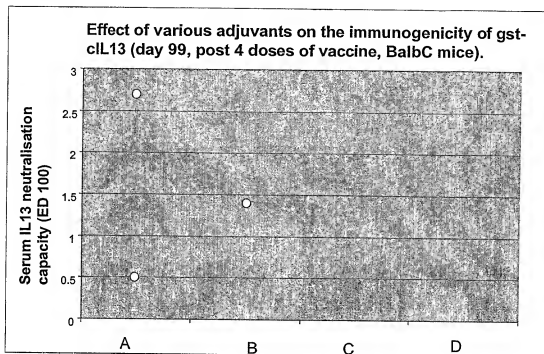 Effect of various adjuvants on the immunogenicity of gst-
cIL13 (day 99, post 4 doses of vaccine, BalbC mice).
Serum IL13 neutralisation
capacity (ED 100)
3
2.5
2
1.5
1
0.5
0
A B C D